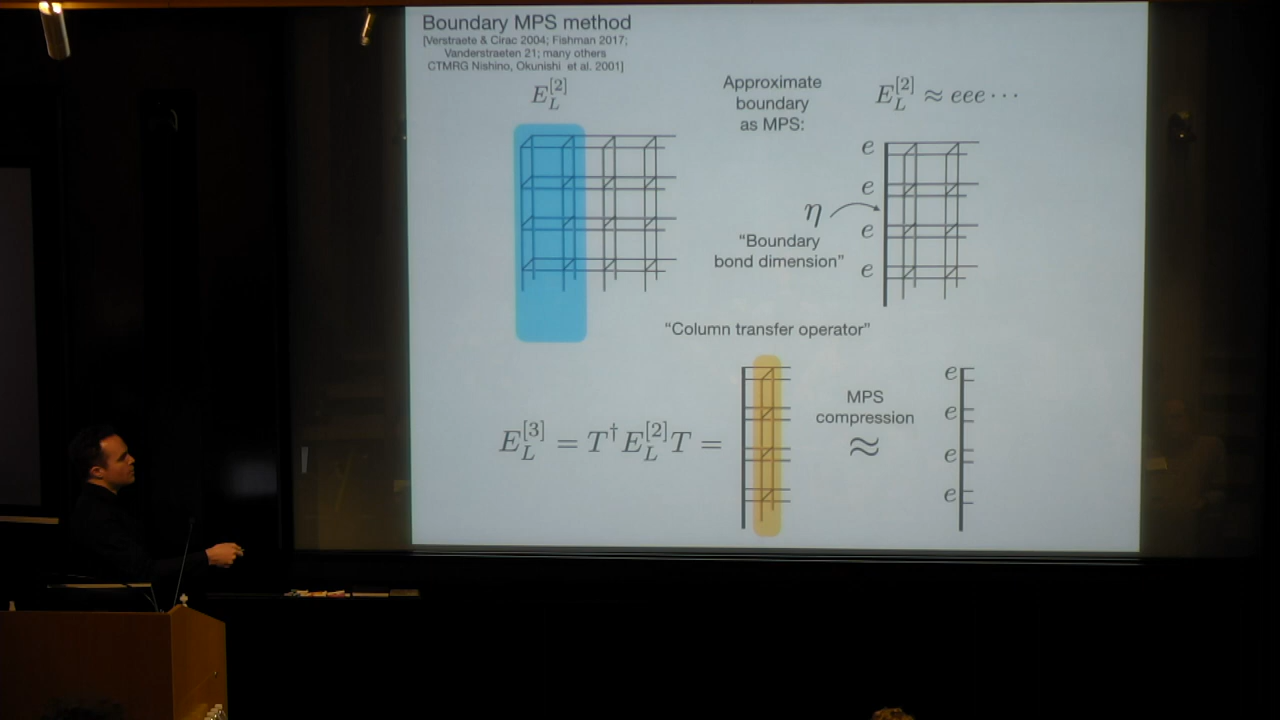 Boundary MPS method
[Verstraete & Cirac 2004; Fishman 2017;
Vanderstraeten 21; many others
CTMRG Nishino, Okunishi et al. 2001]
E_L^{[2]}
Approximate
boundary
as MPS:
E_L^{[2]} ≈ eee⋯
e
e
η
"Boundary
bond dimension"
e
e
"Column transfer operator"
E_L^{[3]} = T^† E_L^{[2]} T =
MPS
compression
≈
e
e
e
e